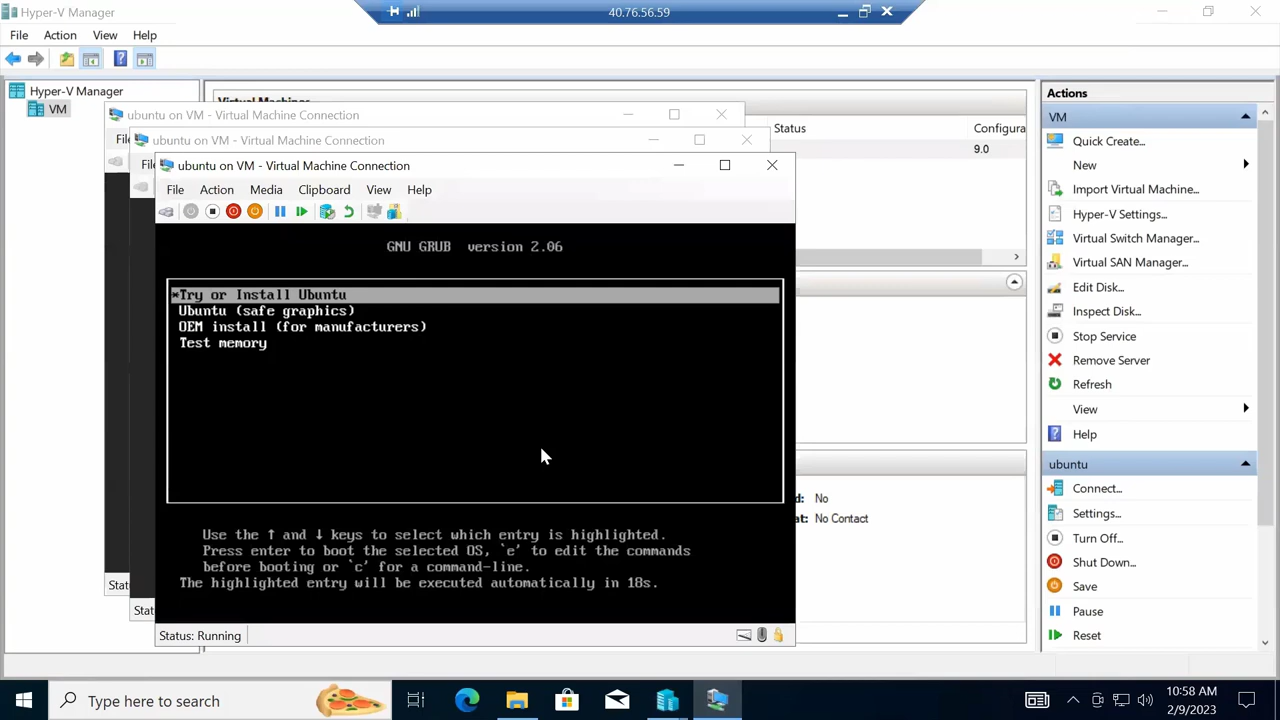 Hyper-V Manager
40.76.56.59
File Action View Help
Hyper-V Manager
VM
ubuntu on VM - Virtual Machine Connection
ubuntu on VM - Virtual Machine Connection
ubuntu on VM - Virtual Machine Connection
File Action Media Clipboard View Help
GNU GRUB version 2.06
*Try or Install Ubuntu
Ubuntu (safe graphics)
OEM install (for manufacturers)
Test memory
Use the ↑ and ↓ keys to select which entry is highlighted.
Press enter to boot the selected OS, `e' to edit the commands
before booting or `c' for a command-line.
The highlighted entry will be executed automatically in 18s.
Status: Running
Status
Configura
9.0
No
No Contact
Actions
VM
Quick Create...
New
Import Virtual Machine...
Hyper-V Settings...
Virtual Switch Manager...
Virtual SAN Manager...
Edit Disk...
Inspect Disk...
Stop Service
Remove Server
Refresh
View
Help
ubuntu
Connect...
Settings...
Turn Off...
Shut Down...
Save
Pause
Reset
Type here to search
10:58 AM
2/9/2023